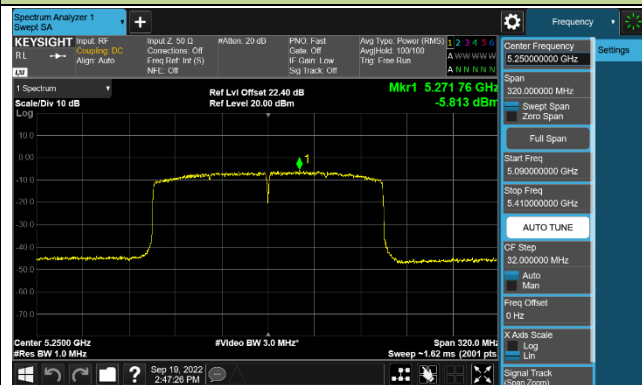 Spectrum Analyzer 1
Swept SA
Frequency
KEYSIGHT
Input: RF
Input Z: 50 Ω
#Atten: 20 dB
PNO: Fast
Avg Type: Power (RMS)
1 2 3 4 5 6
RL
Coupling: DC
Corrections: Off
Gate: Off
Avg|Hold: 100/100
A W W W W W
Align: Auto
Freq Ref: Int (S)
IF Gain: Low
Trig: Free Run
NFE: Off
Sig Track: Off
A N N N N N
LXI
1 Spectrum
Scale/Div 10 dB
Ref Lvl Offset 22.40 dB
Ref Level 20.00 dBm
Mkr1 5.271 76 GHz
-5.813 dBm
Log
10.0
0.00
-10.0
-20.0
-30.0
-40.0
-50.0
-60.0
-70.0
1
Center 5.2500 GHz
#Video BW 3.0 MHz*
Span 320.0 MHz
#Res BW 1.0 MHz
Sweep ~1.62 ms (2001 pts)
Sep 19, 2022
2:47:26 PM
Center Frequency
5.250000000 GHz
Settings
Span
320.000000 MHz
Swept Span
Zero Span
Full Span
Start Freq
5.090000000 GHz
Stop Freq
5.410000000 GHz
AUTO TUNE
CF Step
32.000000 MHz
Auto
Man
Freq Offset
0 Hz
X Axis Scale
Log
Lin
Signal Track
(Span Zoom)